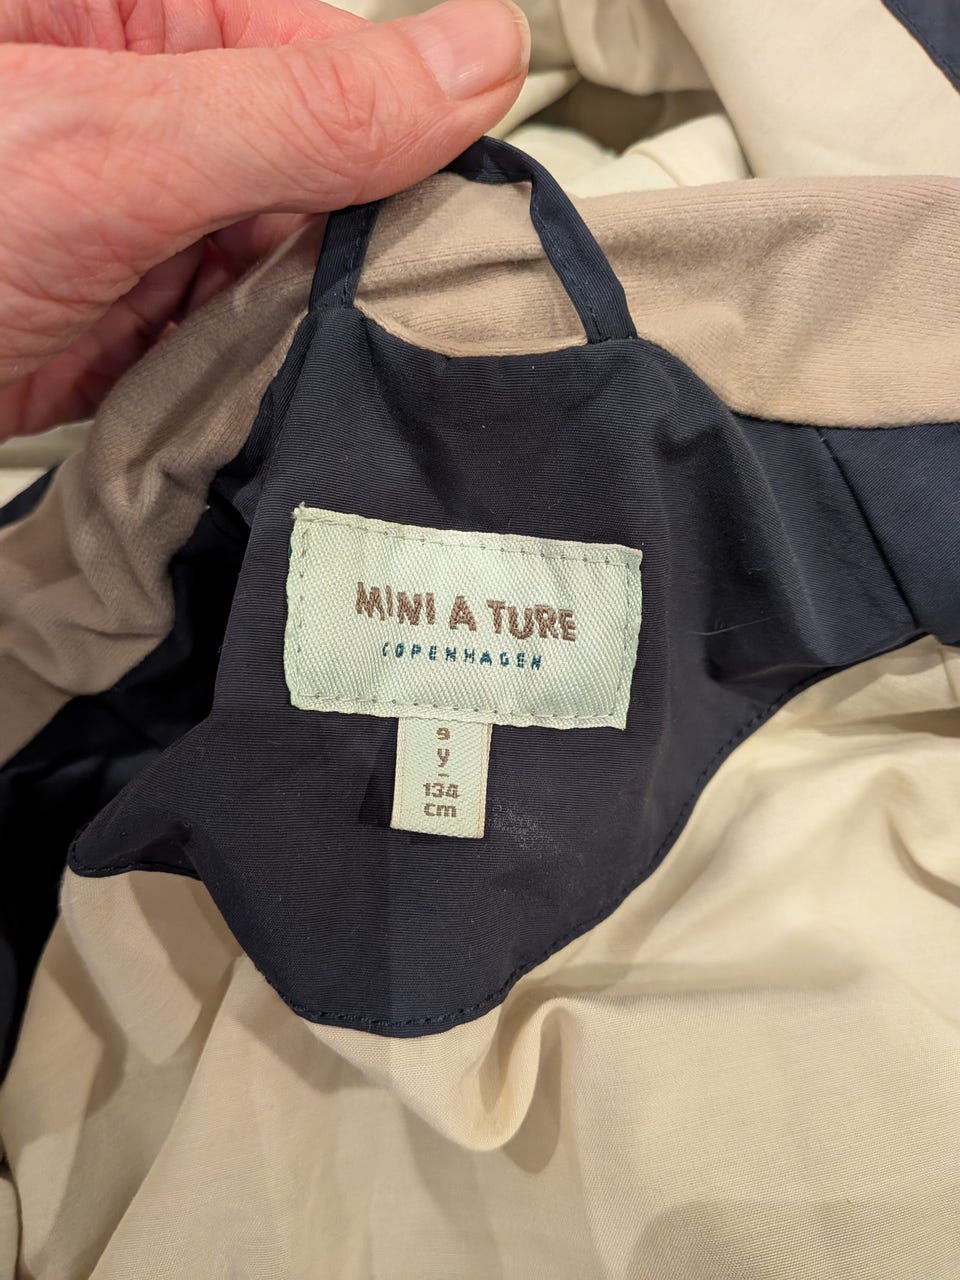 MINI A TURE
COPENHAGEN
9
y
-
134
cm